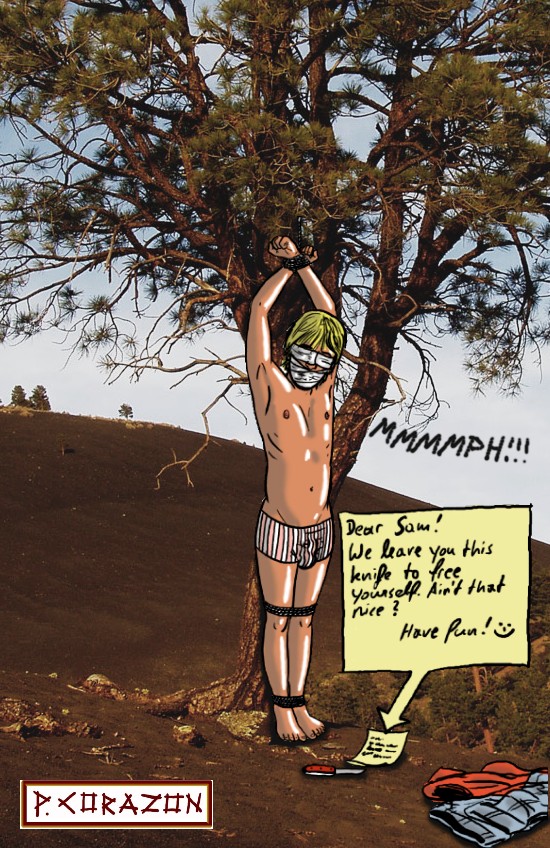 MMMMPH!!!
Dear Sam!
We leave you this
knife to free
yourself. Ain't that
nice?
Have fun!
P. CORAZON